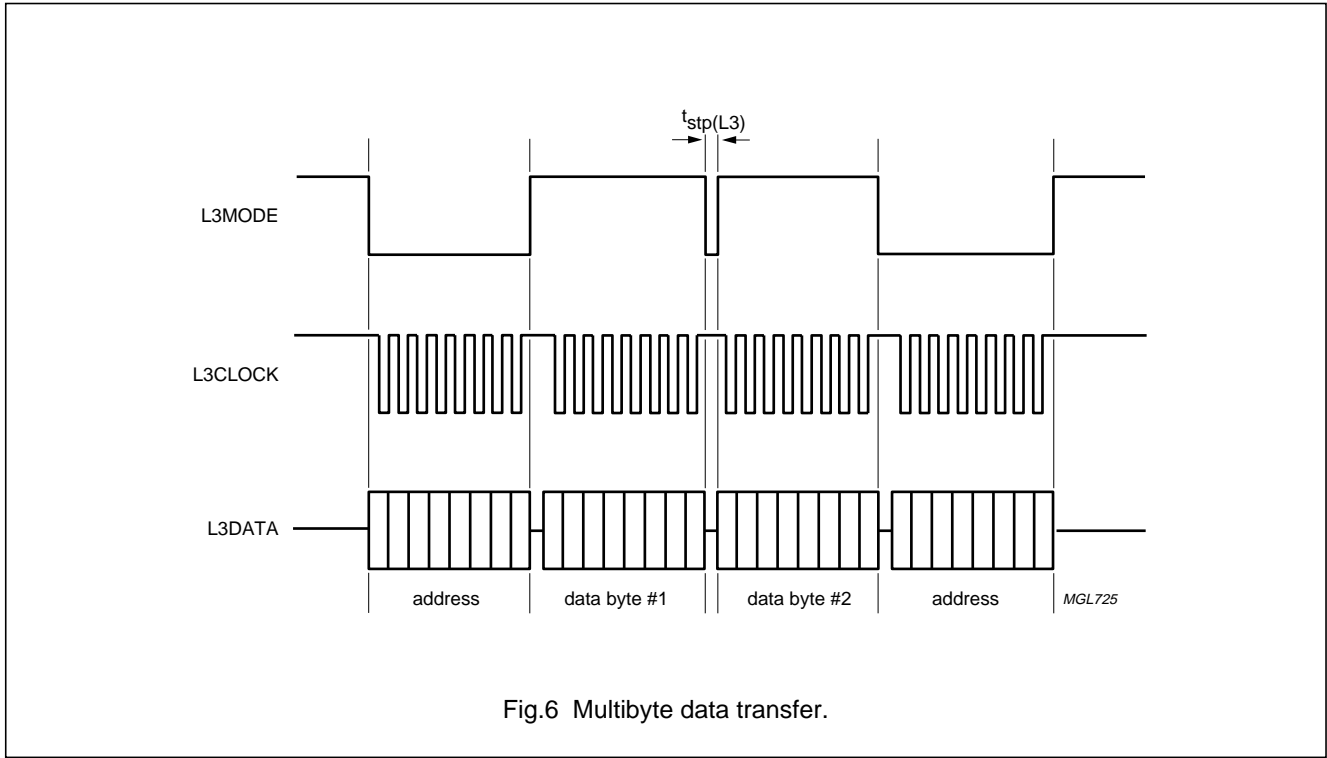 tstp(L3)
L3MODE
L3CLOCK
L3DATA
address data byte #1 data byte #2 address MGL725
Fig.6 Multibyte data transfer.